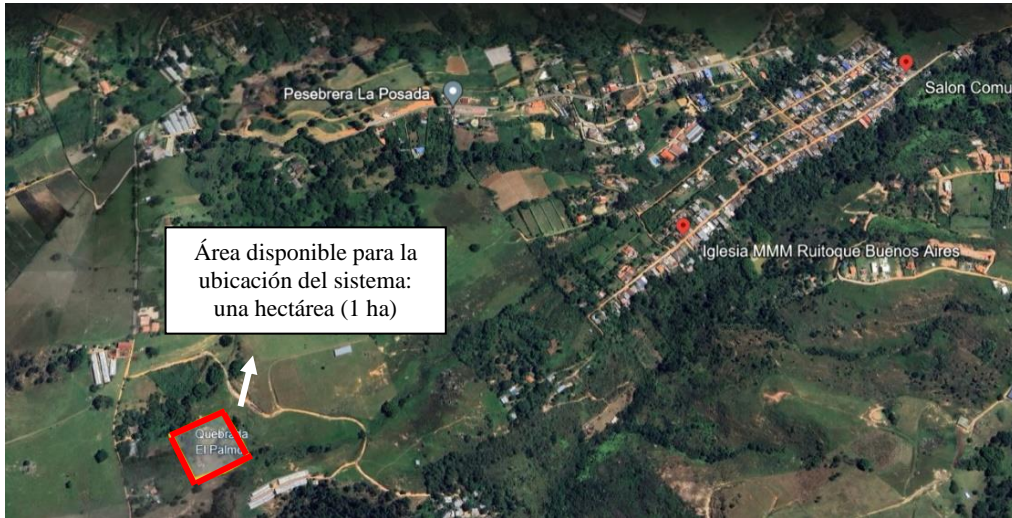 Pesebrera La Posada
Salon Comu
Iglesia MMM Ruitoque Buenos Aires
Área disponible para la
ubicación del sistema:
una hectárea (1 ha)
Quebrada
El Palmo